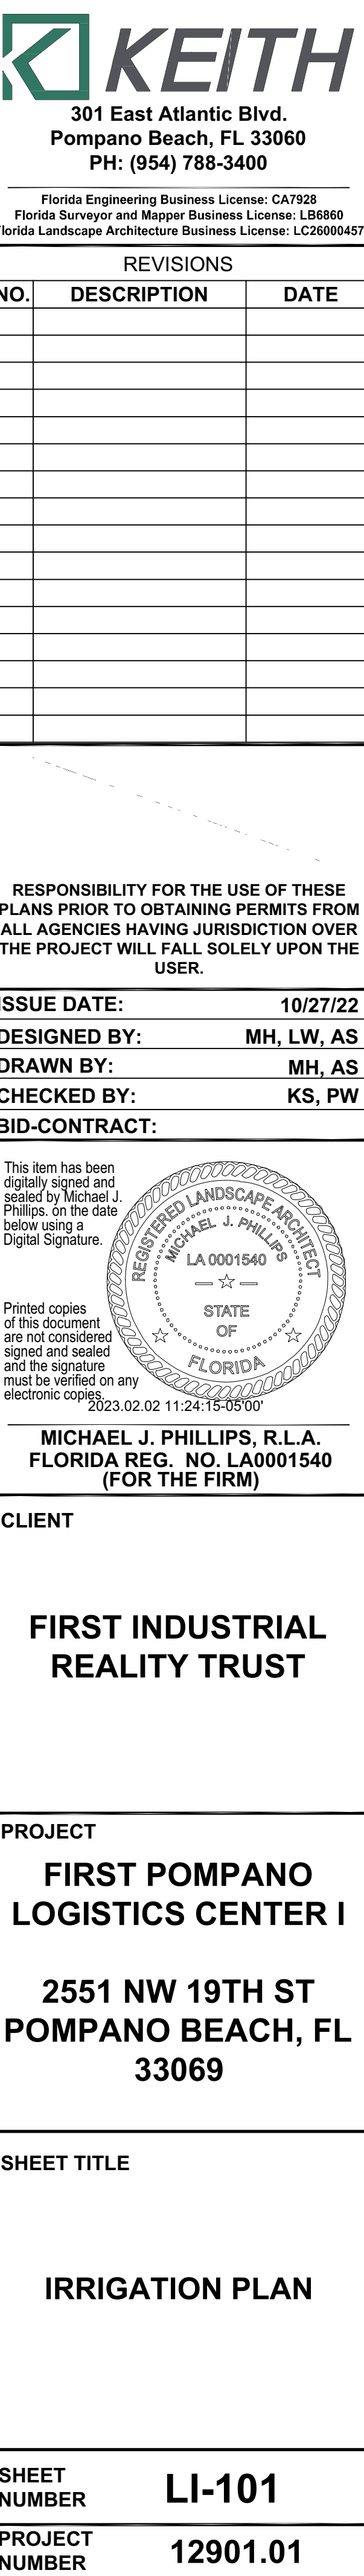 KEITH
301 East Atlantic Blvd.
Pompano Beach, FL 33060
PH: (954) 788-3400
Florida Engineering Business License: CA7928
Florida Surveyor and Mapper Business License: LB6860
lorida Landscape Architecture Business License: LC26000457
REVISIONS
NO. DESCRIPTION DATE
RESPONSIBILITY FOR THE USE OF THESE
PLANS PRIOR TO OBTAINING PERMITS FROM
ALL AGENCIES HAVING JURISDICTION OVER
THE PROJECT WILL FALL SOLELY UPON THE
USER.
ISSUE DATE: 10/27/22
DESIGNED BY: MH, LW, AS
DRAWN BY: MH, AS
CHECKED BY: KS, PW
BID-CONTRACT:
This item has been
digitally signed and
sealed by Michael J.
Phillips. on the date
below using a
Digital Signature.
REGISTERED LANDSCAPE ARCHITECT
MICHAEL J. PHILLIPS
LA 0001540
STATE
OF
FLORIDA
Printed copies
of this document
are not considered
signed and sealed
and the signature
must be verified on any
electronic copies.
2023.02.02 11:24:15-05'00'
MICHAEL J. PHILLIPS, R.L.A.
FLORIDA REG. NO. LA0001540
(FOR THE FIRM)
CLIENT
FIRST INDUSTRIAL
REALITY TRUST
PROJECT
FIRST POMPANO
LOGISTICS CENTER I
2551 NW 19TH ST
POMPANO BEACH, FL
33069
SHEET TITLE
IRRIGATION PLAN
SHEET
NUMBER
LI-101
PROJECT
NUMBER
12901.01